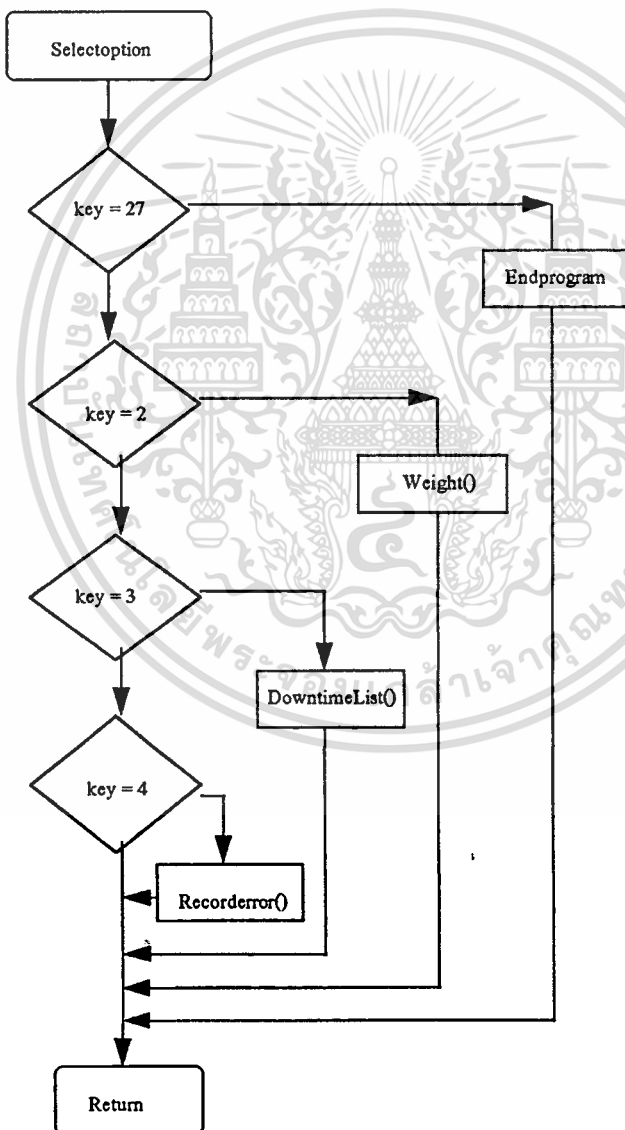 Selectoption
key = 27
Endprogram
key = 2
Weight()
key = 3
DowntimeList()
key = 4
Recorderror()
Return